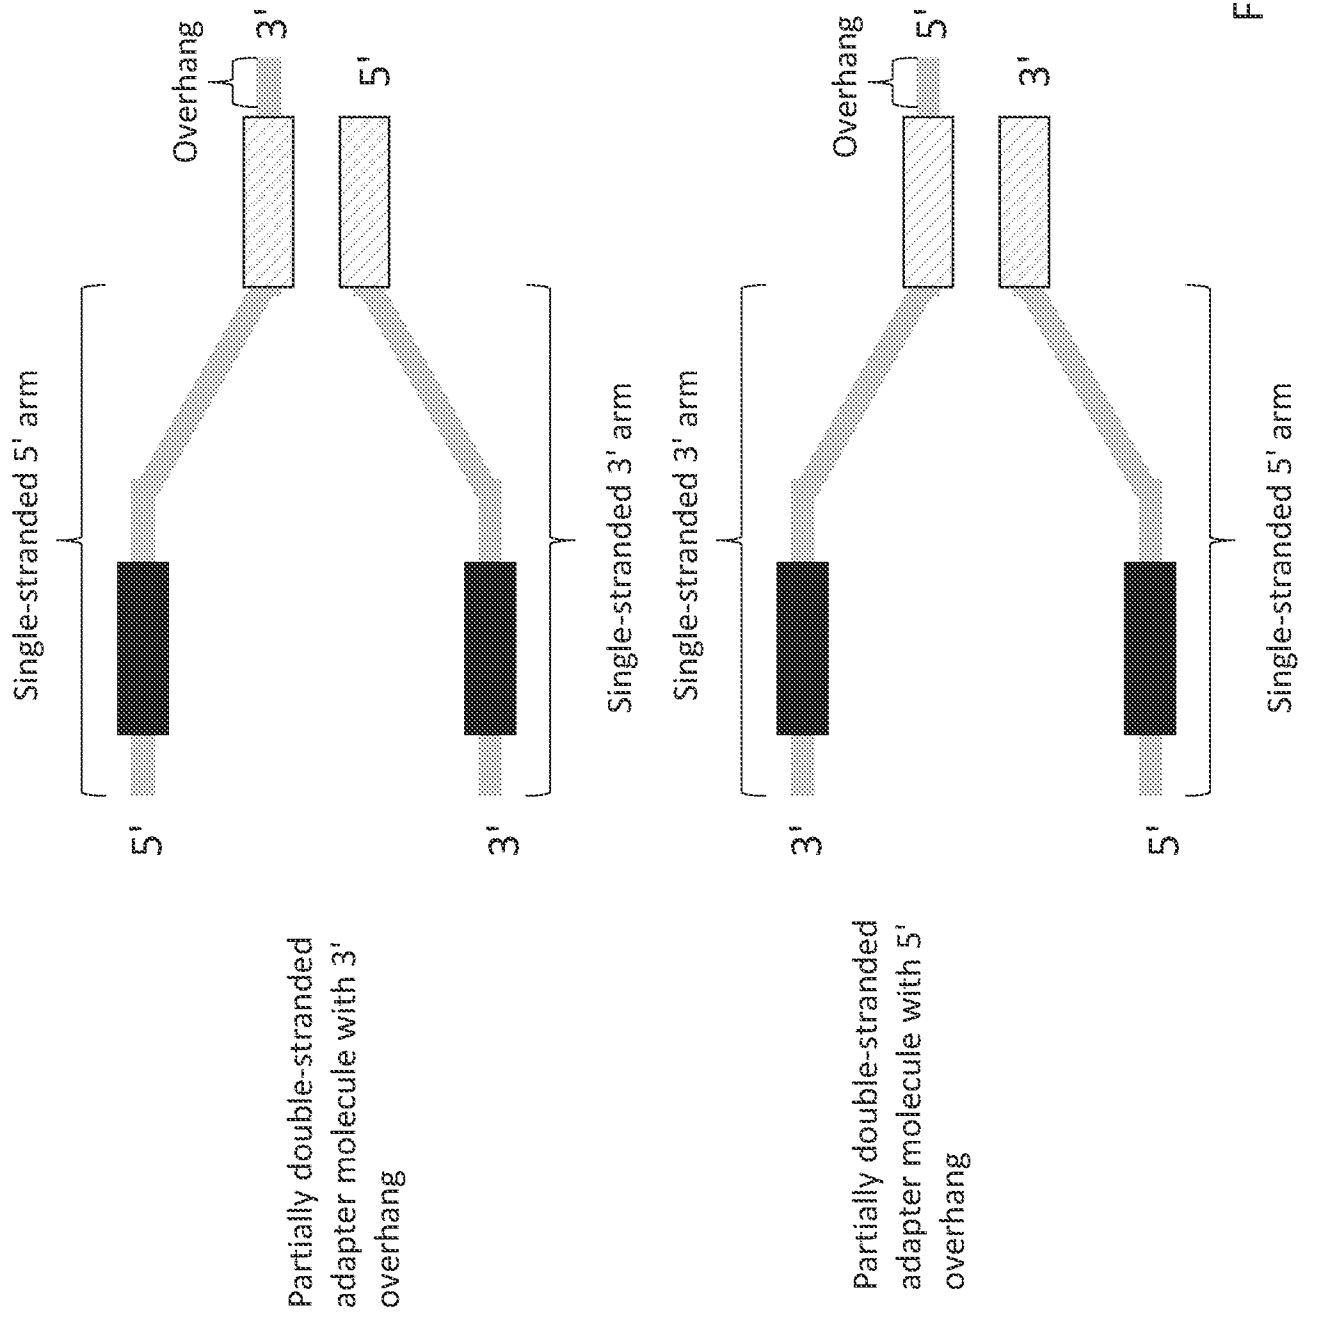 Single-stranded 5' arm
5'
Overhang
3'
Partially double-stranded
adapter molecule with 3'
overhang
5'
3'
Single-stranded 3' arm
Single-stranded 3' arm
3'
Overhang
5'
Partially double-stranded
adapter molecule with 5'
overhang
3'
5'
Single-stranded 5' arm
F